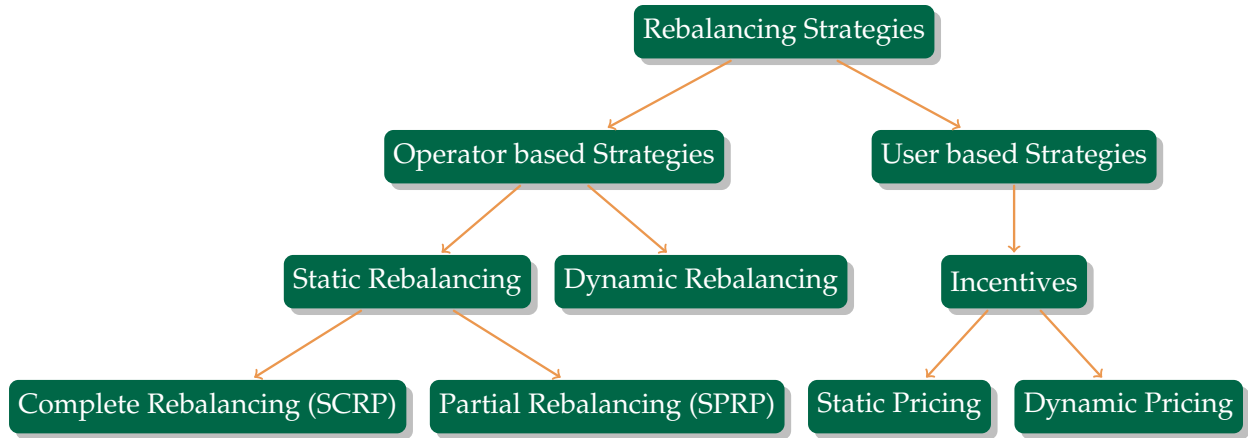 Rebalancing Strategies
Operator based Strategies
User based Strategies
Static Rebalancing
Dynamic Rebalancing
Incentives
Complete Rebalancing (SCRP)
Partial Rebalancing (SPRP)
Static Pricing
Dynamic Pricing